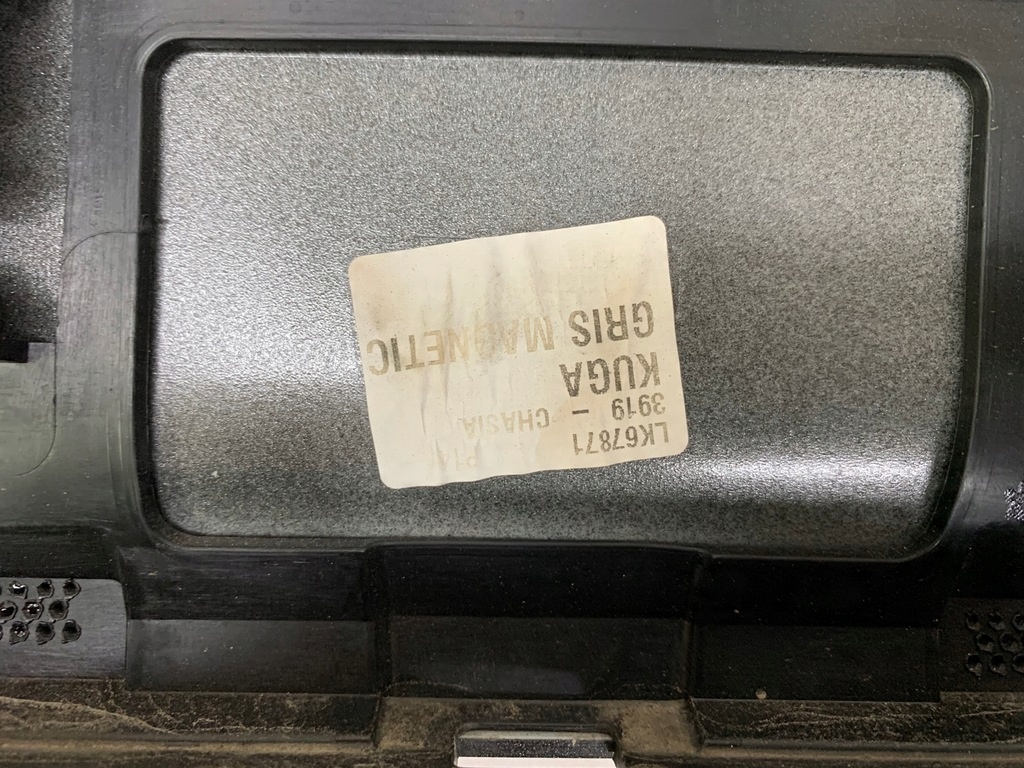 LK67871
3919 - CHASIA
KUGA
GRIS MAGNETIC